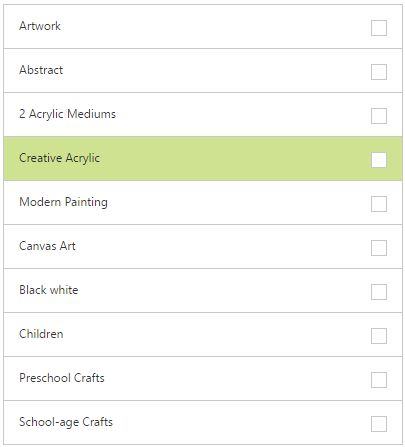 Artwork
Abstract
2 Acrylic Mediums
Creative Acrylic
Modern Painting
Canvas Art
Black white
Children
Preschool Crafts
School-age Crafts